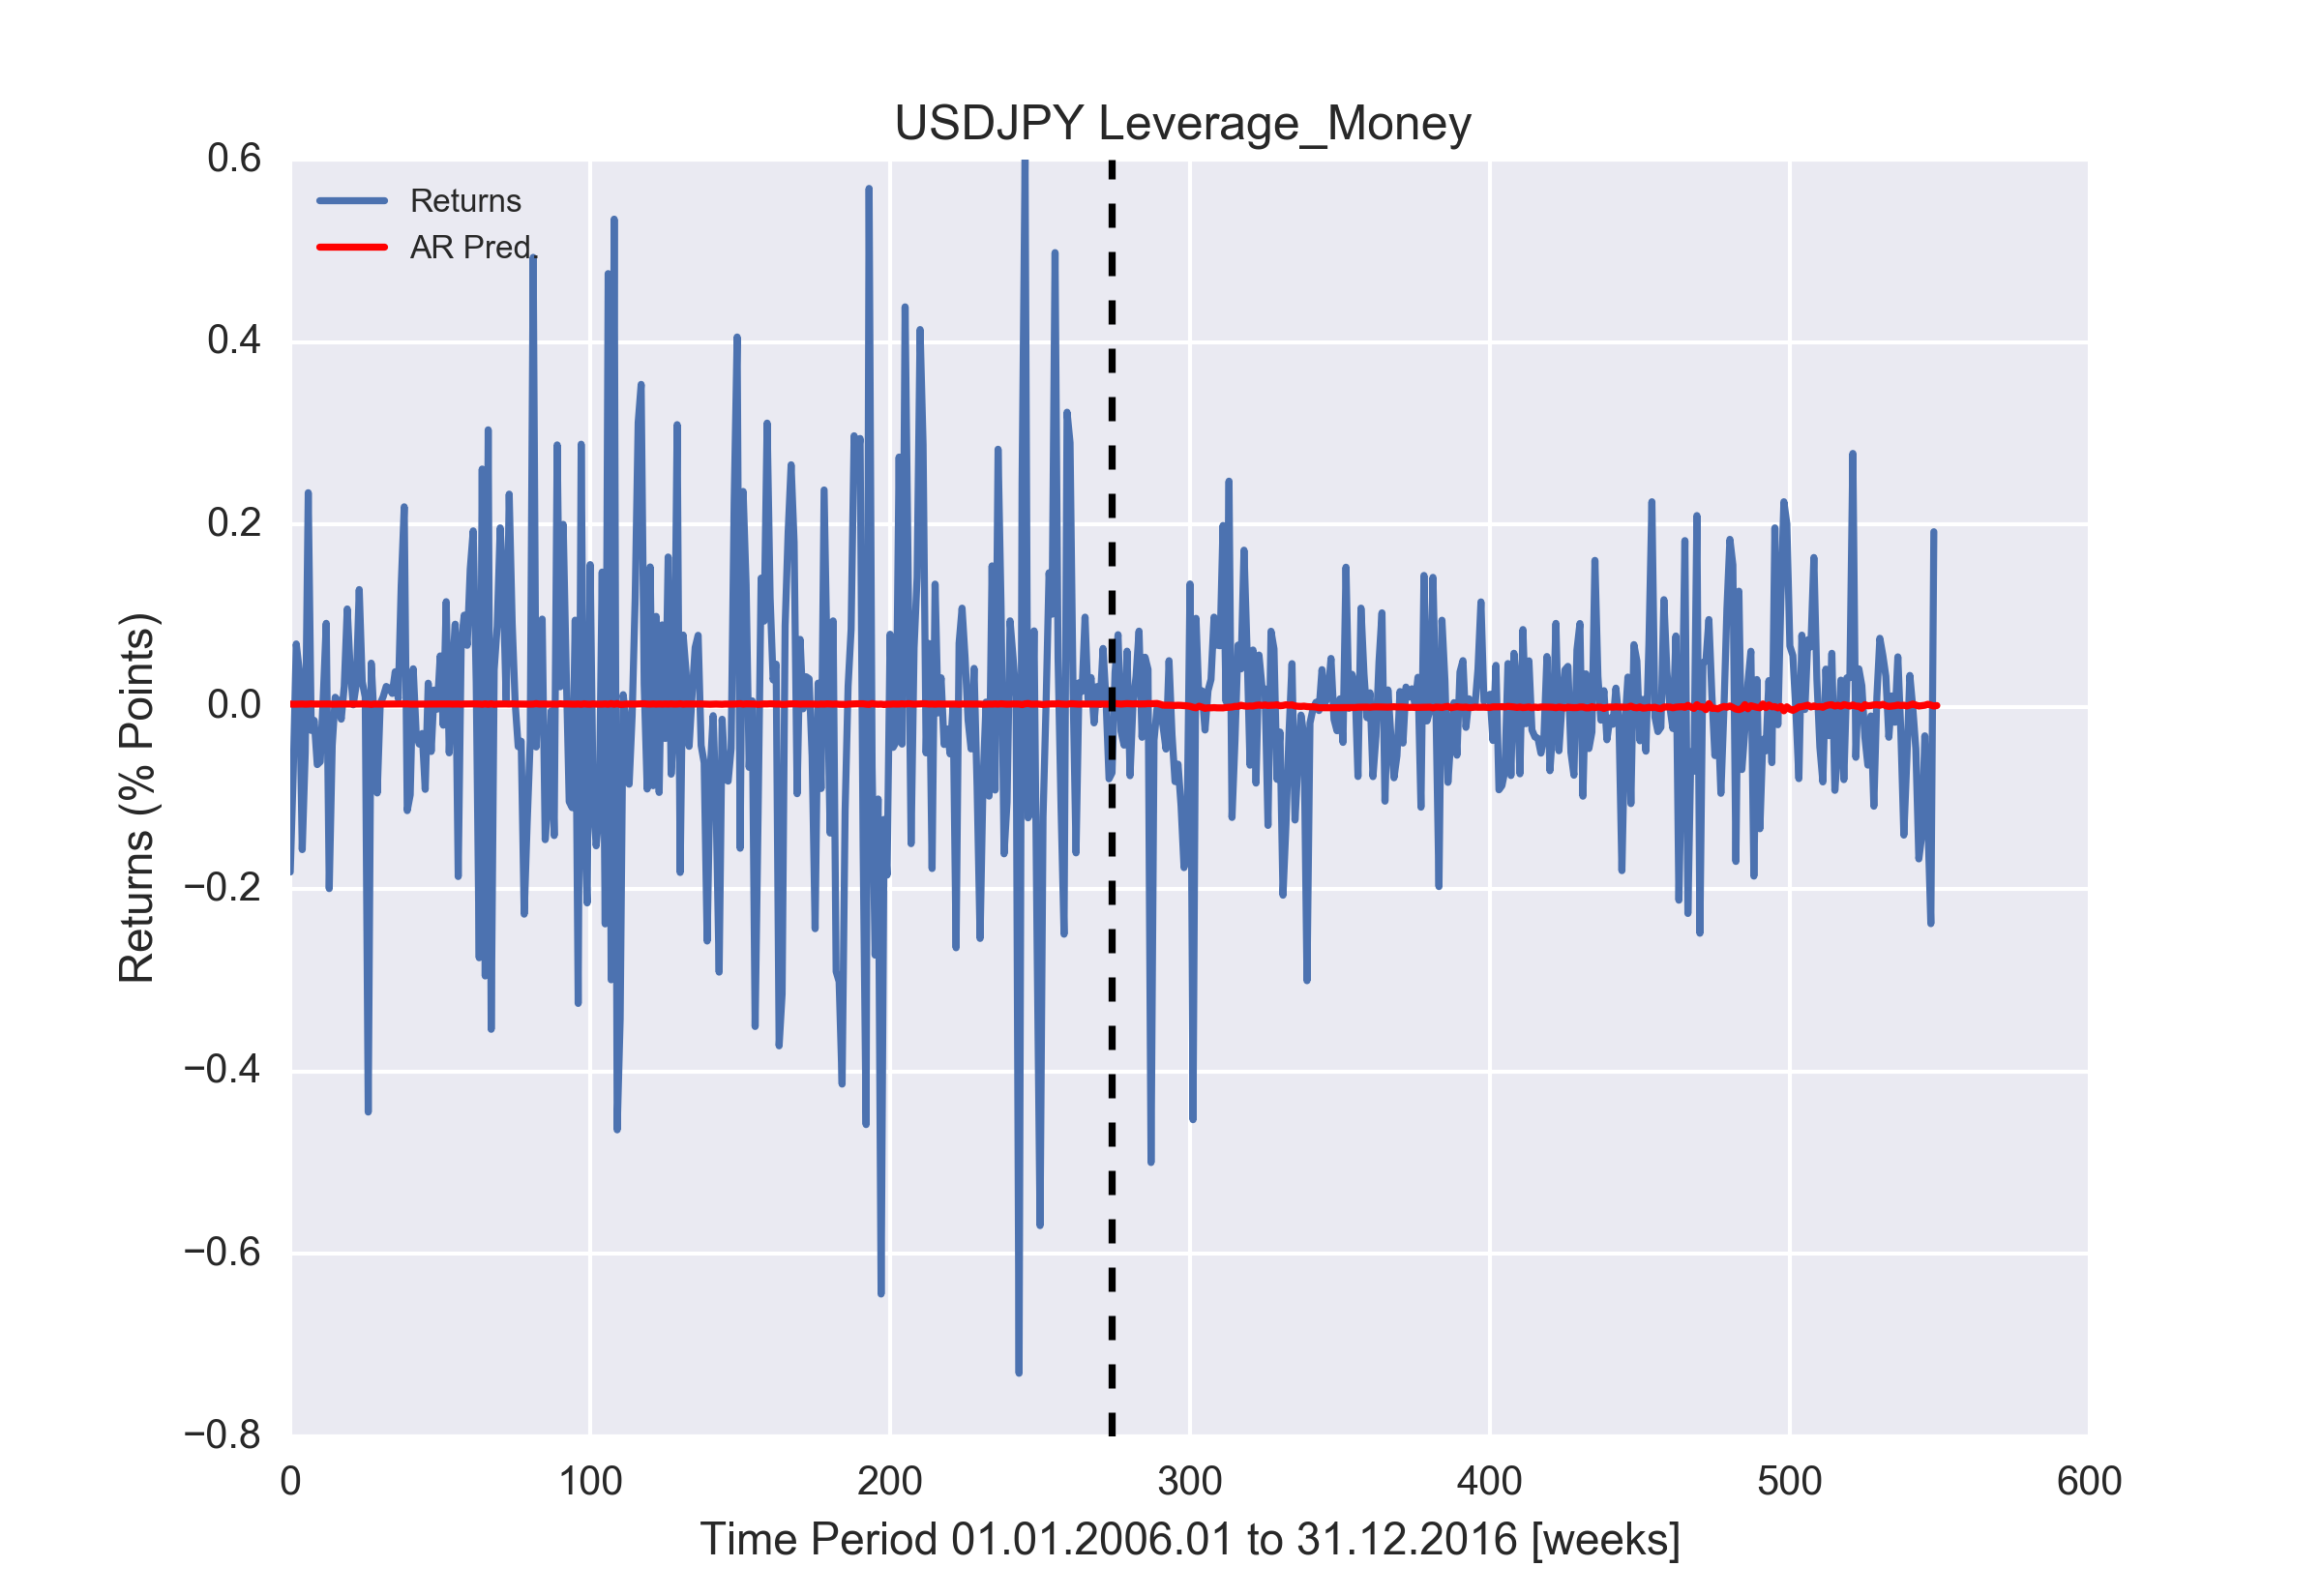 USDJPY Leverage_Money
Returns
AR Pred.
0.6
0.4
0.2
0.0
−0.2
−0.4
−0.6
−0.8
Returns (% Points)
0 100 200 300 400 500 600
Time Period 01.01.2006.01 to 31.12.2016 [weeks]